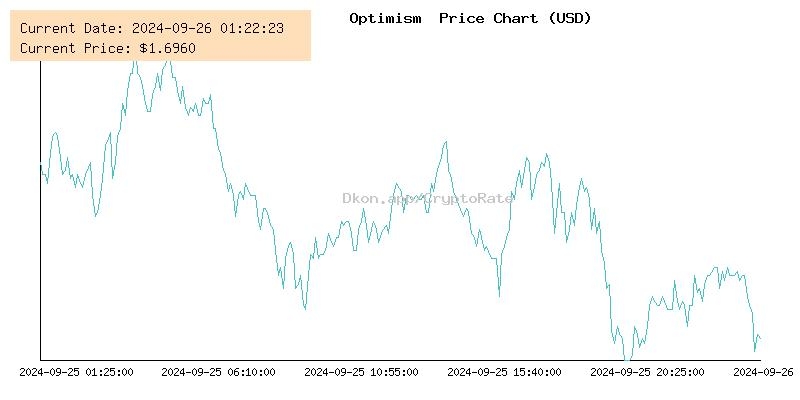 Optimism  Price Chart (USD)
Current Date: 2024-09-26 01:22:23
Current Price: $1.6960
Dkon.app/CryptoRate
2024-09-25 01:25:00 2024-09-25 06:10:00 2024-09-25 10:55:00 2024-09-25 15:40:00 2024-09-25 20:25:00 2024-09-26